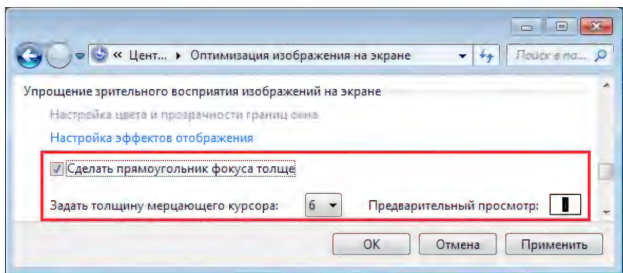 « Цент... ▸ Оптимизация изображения на экране Поиск в па...
Упрощение зрительного восприятия изображений на экране
Настройка цвета и прозрачности границ окна
Настройка эффектов отображения
Сделать прямоугольник фокуса толще
Задать толщину мерцающего курсора: 6 Предварительный просмотр:
ОК Отмена Применить